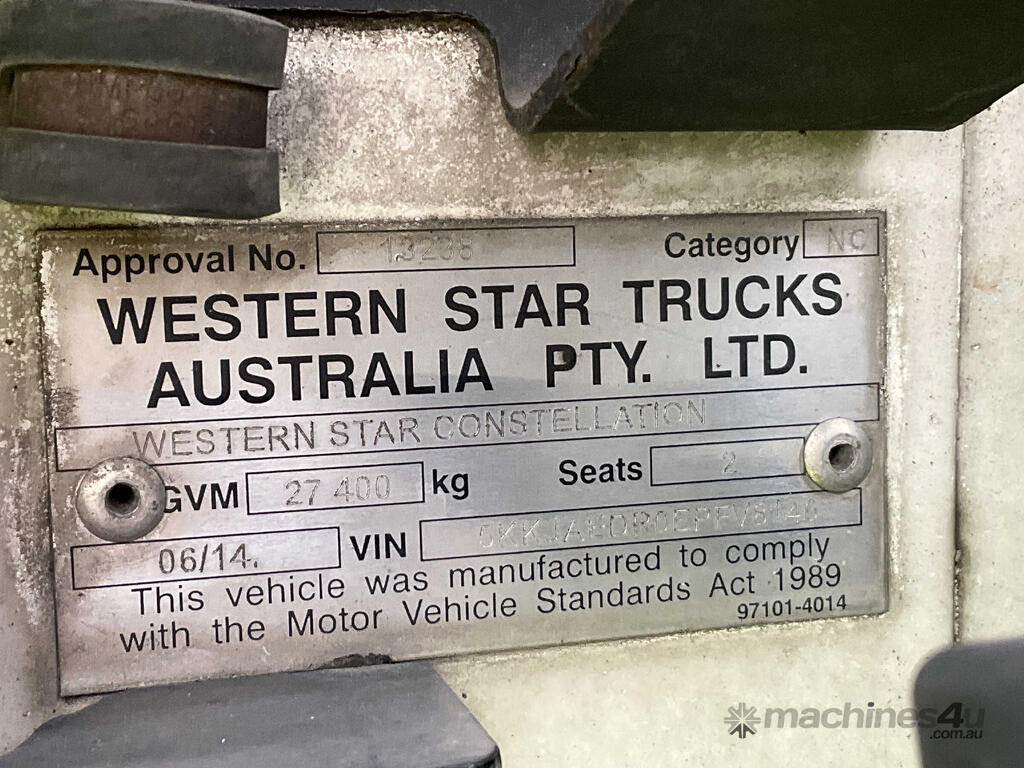 Approval No. 13238 Category NC
WESTERN STAR TRUCKS
AUSTRALIA PTY. LTD.
WESTERN STAR CONSTELLATION
GVM 27 400 kg Seats 2
06/14. VIN
This vehicle was manufactured to comply
with the Motor Vehicle Standards Act 1989
97101-4014
machines4u
.com.au